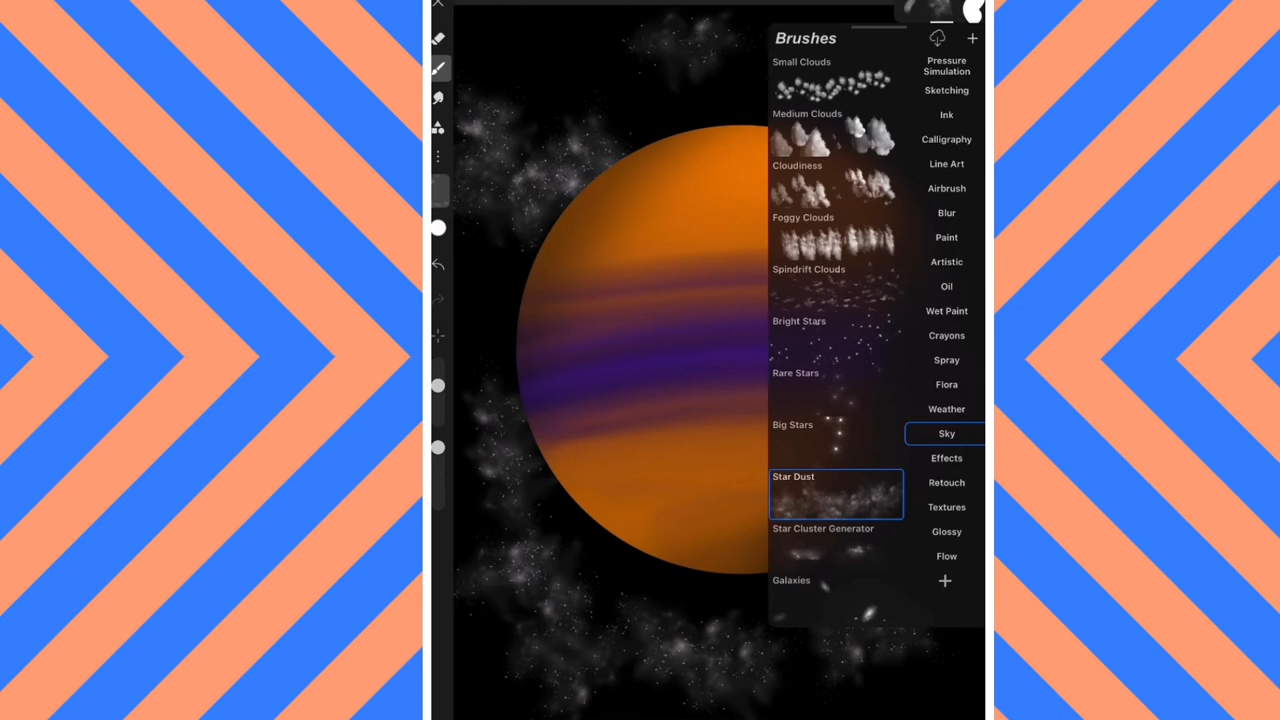 Brushes
Small Clouds
Medium Clouds
Cloudiness
Foggy Clouds
Spindrift Clouds
Bright Stars
Rare Stars
Big Stars
Star Dust
Star Cluster Generator
Galaxies
Pressure
Simulation
Sketching
Ink
Calligraphy
Line Art
Airbrush
Blur
Paint
Artistic
Oil
Wet Paint
Crayons
Spray
Flora
Weather
Sky
Effects
Retouch
Textures
Glossy
Flow